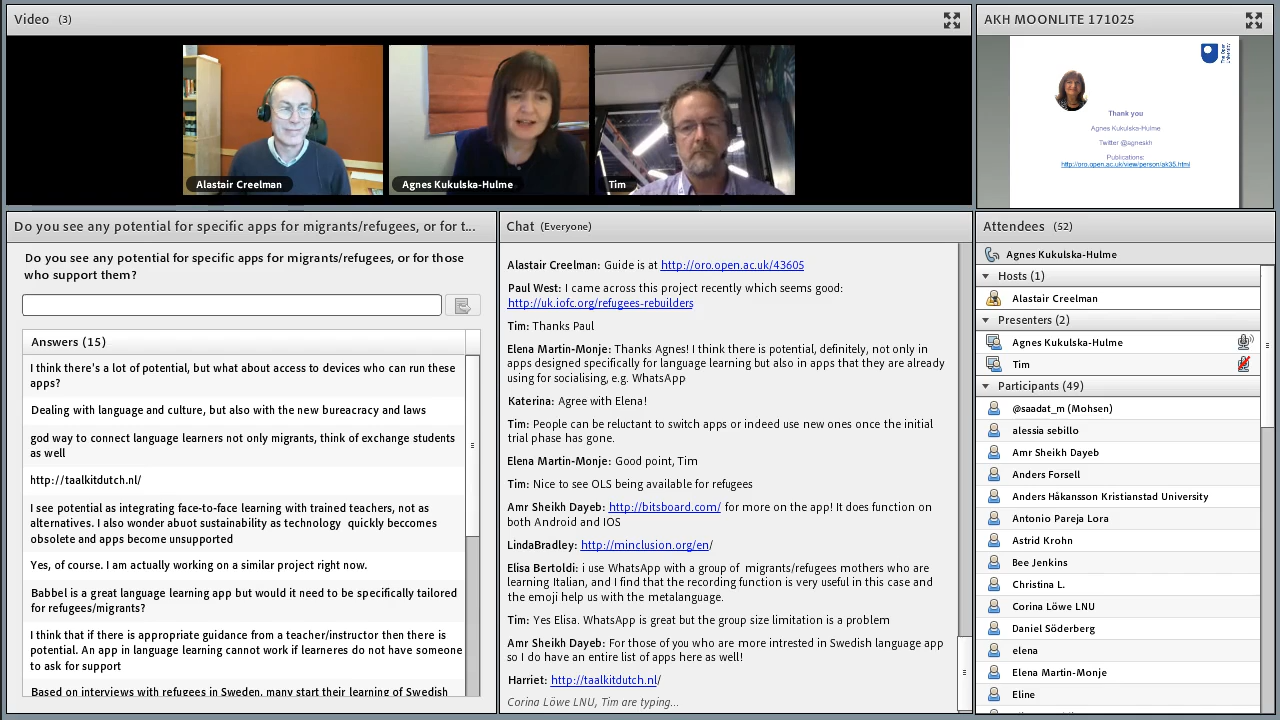 Video (3)
Alastair Creelman
Agnes Kukulska-Hulme
Tim
AKH MOONLITE 171025
The Open
University
Thank you
Agnes Kukulska-Hulme
Twitter @agneskh
Publications:
http://oro.open.ac.uk/view/person/ak35.html
Do you see any potential for specific apps for migrants/refugees, or for t...
Do you see any potential for specific apps for migrants/refugees, or for those
who support them?
Answers (15)
I think there's a lot of potential, but what about access to devices who can run these
apps?
Dealing with language and culture, but also with the new bureacracy and laws
god way to connect language learners not only migrants, think of exchange students
as well
http://taalkitdutch.nl/
I see potential as integrating face-to-face learning with trained teachers, not as
alternatives. I also wonder abuot sustainability as technology quickly beccomes
obsolete and apps become unsupported
Yes, of course. I am actually working on a similar project right now.
Babbel is a great language learning app but would it need to be specifically tailored
for refugees/migrants?
I think that if there is appropriate guidance from a teacher/instructor then there is
potential. An app in language learning cannot work if learneres do not have someone
to ask for support
Based on interviews with refugees in Sweden, many start their learning of Swedish
Chat (Everyone)
Alastair Creelman: Guide is at http://oro.open.ac.uk/43605
Paul West: I came across this project recently which seems good:
http://uk.iofc.org/refugees-rebuilders
Tim: Thanks Paul
Elena Martin-Monje: Thanks Agnes! I think there is potential, definitely, not only in
apps designed specifically for language learning but also in apps that they are already
using for socialising, e.g. WhatsApp
Katerina: Agree with Elena!
Tim: People can be reluctant to switch apps or indeed use new ones once the initial
trial phase has gone.
Elena Martin-Monje: Good point, Tim
Tim: Nice to see OLS being available for refugees
Amr Sheikh Dayeb: http://bitsboard.com/ for more on the app! It does function on
both Android and IOS
LindaBradley: http://minclusion.org/en/
Elisa Bertoldi: i use WhatsApp with a group of migrants/refugees mothers who are
learning Italian, and I find that the recording function is very useful in this case and
the emoji help us with the metalanguage.
Tim: Yes Elisa. WhatsApp is great but the group size limitation is a problem
Amr Sheikh Dayeb: For those of you who are more intrested in Swedish language app
so I do have an entire list of apps here as well!
Harriet: http://taalkitdutch.nl/
Corina Löwe LNU, Tim are typing...
Attendees (52)
Agnes Kukulska-Hulme
Hosts (1)
Alastair Creelman
Presenters (2)
Agnes Kukulska-Hulme
Tim
Participants (49)
@saadat_m (Mohsen)
alessia sebillo
Amr Sheikh Dayeb
Anders Forsell
Anders Håkansson Kristianstad University
Antonio Pareja Lora
Astrid Krohn
Bee Jenkins
Christina L.
Corina Löwe LNU
Daniel Söderberg
elena
Elena Martin-Monje
Eline